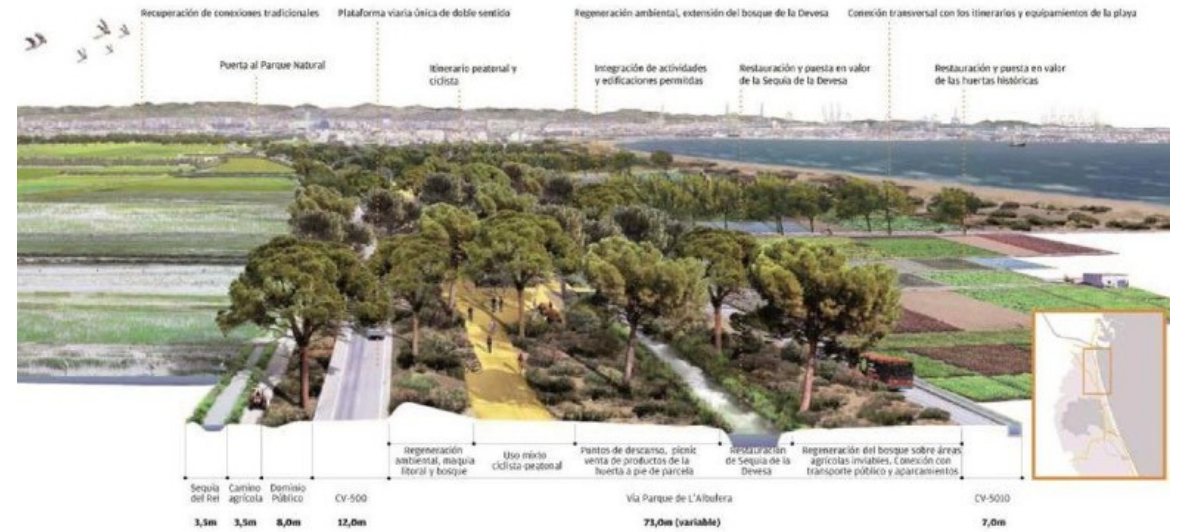 Recuperación de conexiones tradicionales
Plataforma viaria única de doble sentido
Regeneración ambiental, extensión del bosque de la Devesa
Conexión transversal con los itinerarios y equipamientos de la playa
Puerta al Parque Natural
Itinerario peatonal y
ciclista
Integración de actividades
y edificaciones permitidas
Restauración y puesta en valor
de la Sequia de la Devesa
Restauración y puesta en valor
de las huertas históricas
Regeneración
ambiental, maquia
litoral y bosque
Uso mixto
ciclista-peatonal
Puntos de descanso, picnic
venta de productos de la
huerta a pie de parcela
Restauración
de Sequia de la
Devesa
Regeneración del bosque sobre áreas
agrícolas inviables. Conexión con
transporte público y aparcamientos
Sequia
del Rei
Camino
agrícola
Dominio
Público
CV-500
Vía Parque de L'Albufera
CV-5010
3,5m
3,5m
8,0m
12,0m
73,0m (variable)
7,0m